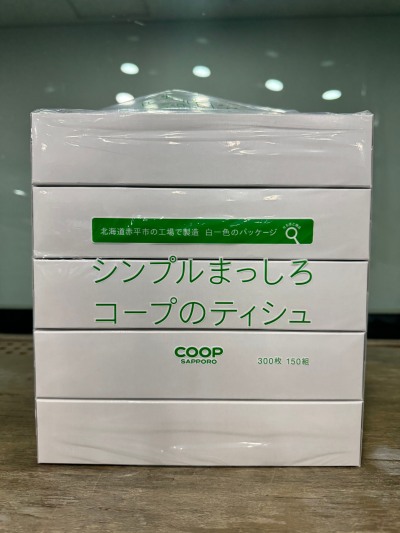 北海道赤平市の工場で製造 白一色のパッケージ
シンプルまっしろ
コープのティシュ
COOP
SAPPORO
300枚 150組